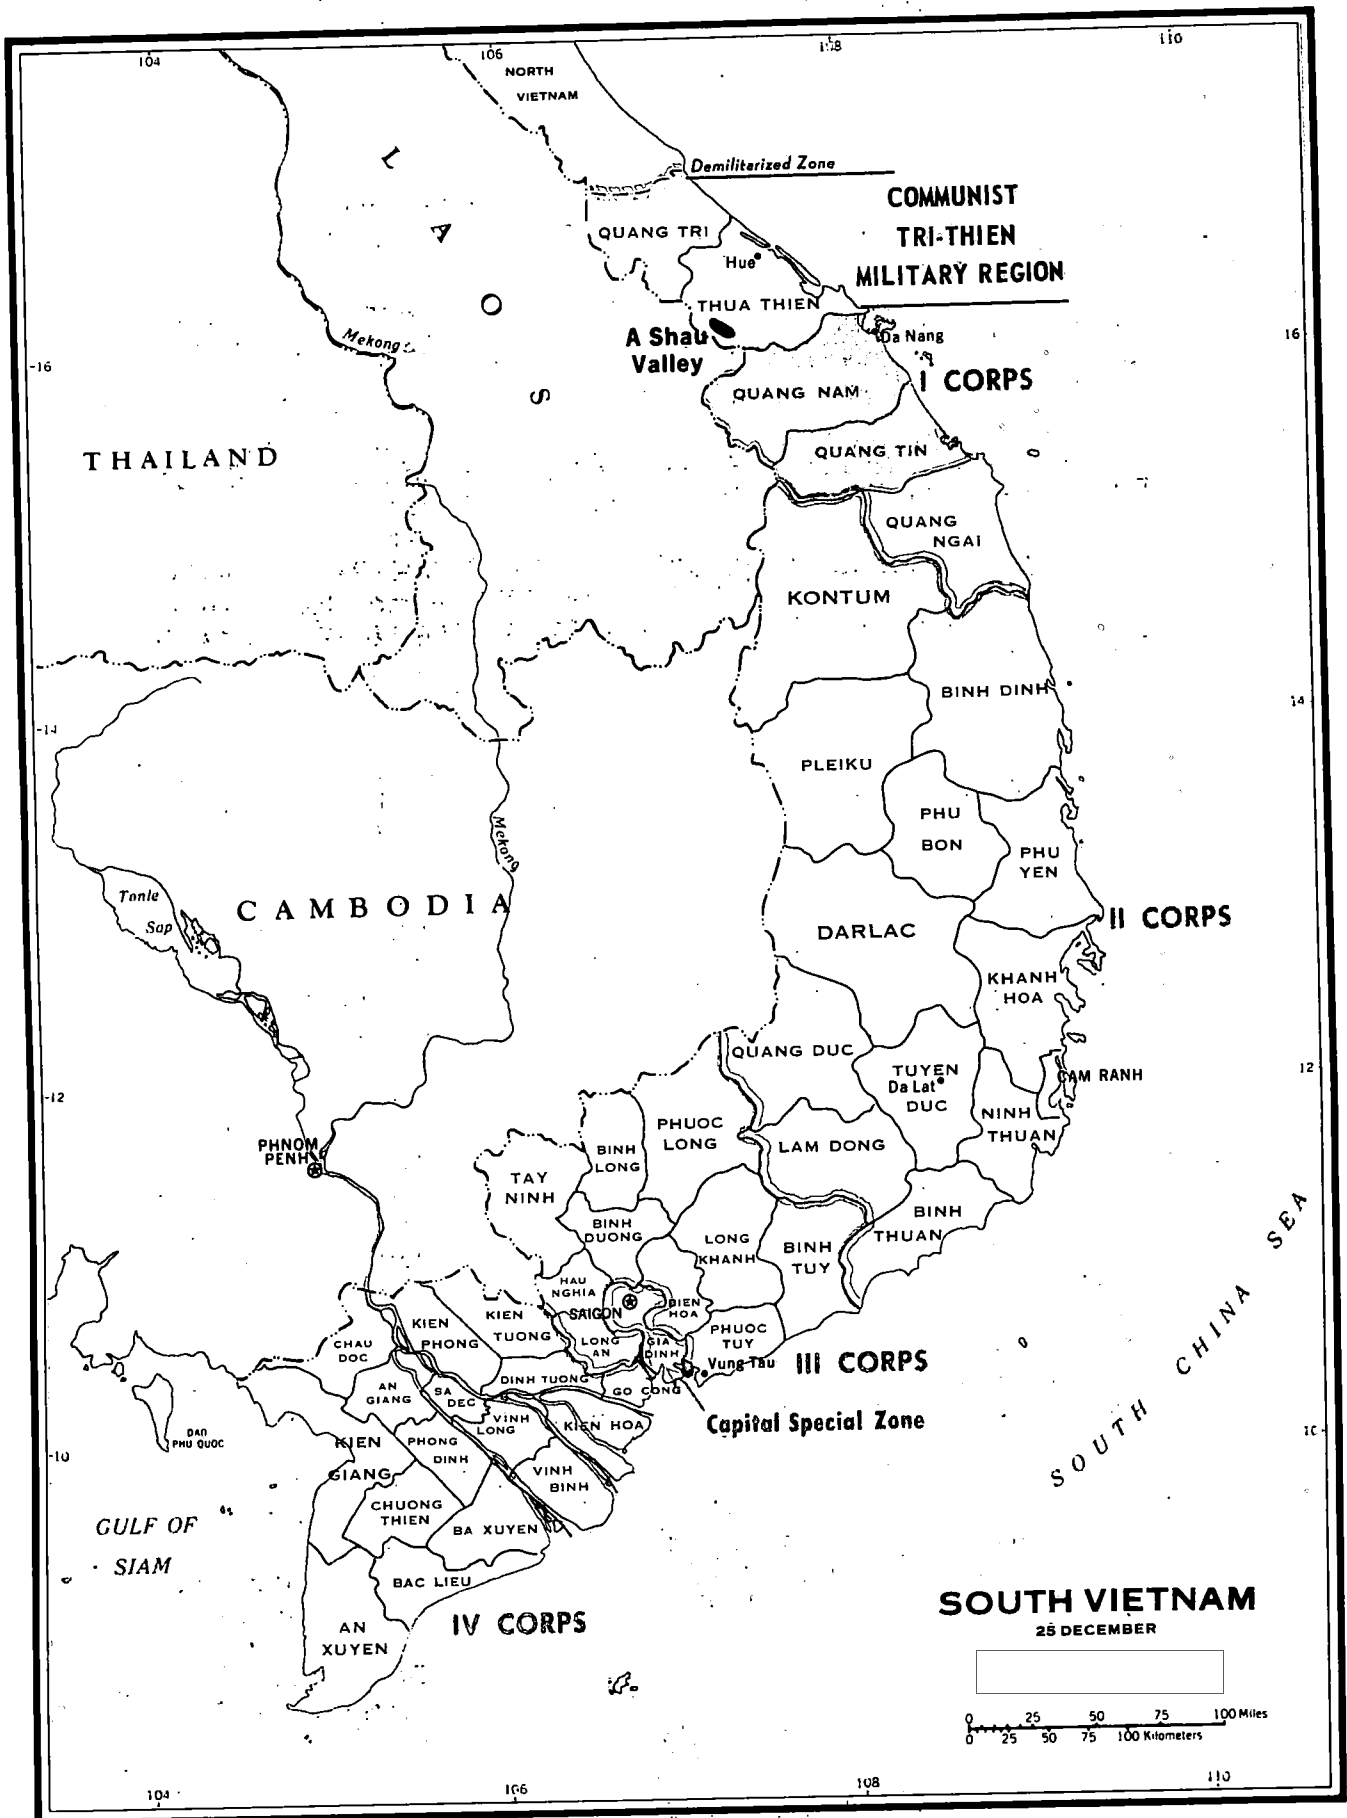 104
106
108
110
NORTH
VIETNAM
L A O S
Demilitarized Zone
COMMUNIST
TRI-THIEN
MILITARY REGION
QUANG TRI
Hue
THUA THIEN
A Shau
Valley
Da Nang
16
16
Mekong
I CORPS
QUANG NAM
THAILAND
QUANG TIN
QUANG
NGAI
KONTUM
BINH DINH
14
14
PLEIKU
PHU
BON
PHU
YEN
Mekong
Tonle
Sap
CAMBODIA
DARLAC
II CORPS
KHANH
HOA
QUANG DUC
TUYEN
Da Lat
DUC
CAM RANH
12
12
NINH
THUAN
PHUOC
LONG
LAM DONG
BINH
LONG
PHNOM
PENH
TAY
NINH
BINH
THUAN
BINH
DUONG
LONG
KHANH
BINH
TUY
HAU
NGHIA
SAIGON
BIEN
HOA
KIEN
PHONG
KIEN
TUONG
LONG
AN
GIA
DINH
PHUOC
TUY
CHAU
DOC
Vung Tau
III CORPS
AN
GIANG
SA
DEC
DINH TUONG
GO CONG
Capital Special Zone
VINH
LONG
KIEN HOA
DAO
PHU QUOC
KIEN
GIANG
PHONG
DINH
VINH
BINH
10
10
CHUONG
THIEN
BA XUYEN
GULF OF
SIAM
BAC LIEU
IV CORPS
AN
XUYEN
SOUTH CHINA SEA
SOUTH VIETNAM
25 DECEMBER
0 25 50 75 100 Miles
0 25 50 75 100 Kilometers
104
106
108
110